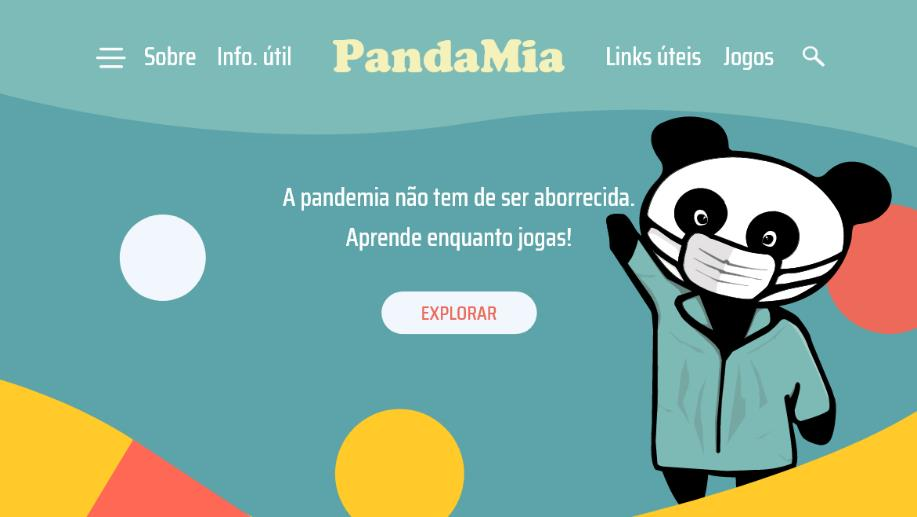 Sobre Info. útil PandaMia Links úteis Jogos
A pandemia não tem de ser aborrecida.
Aprende enquanto jogas!
EXPLORAR